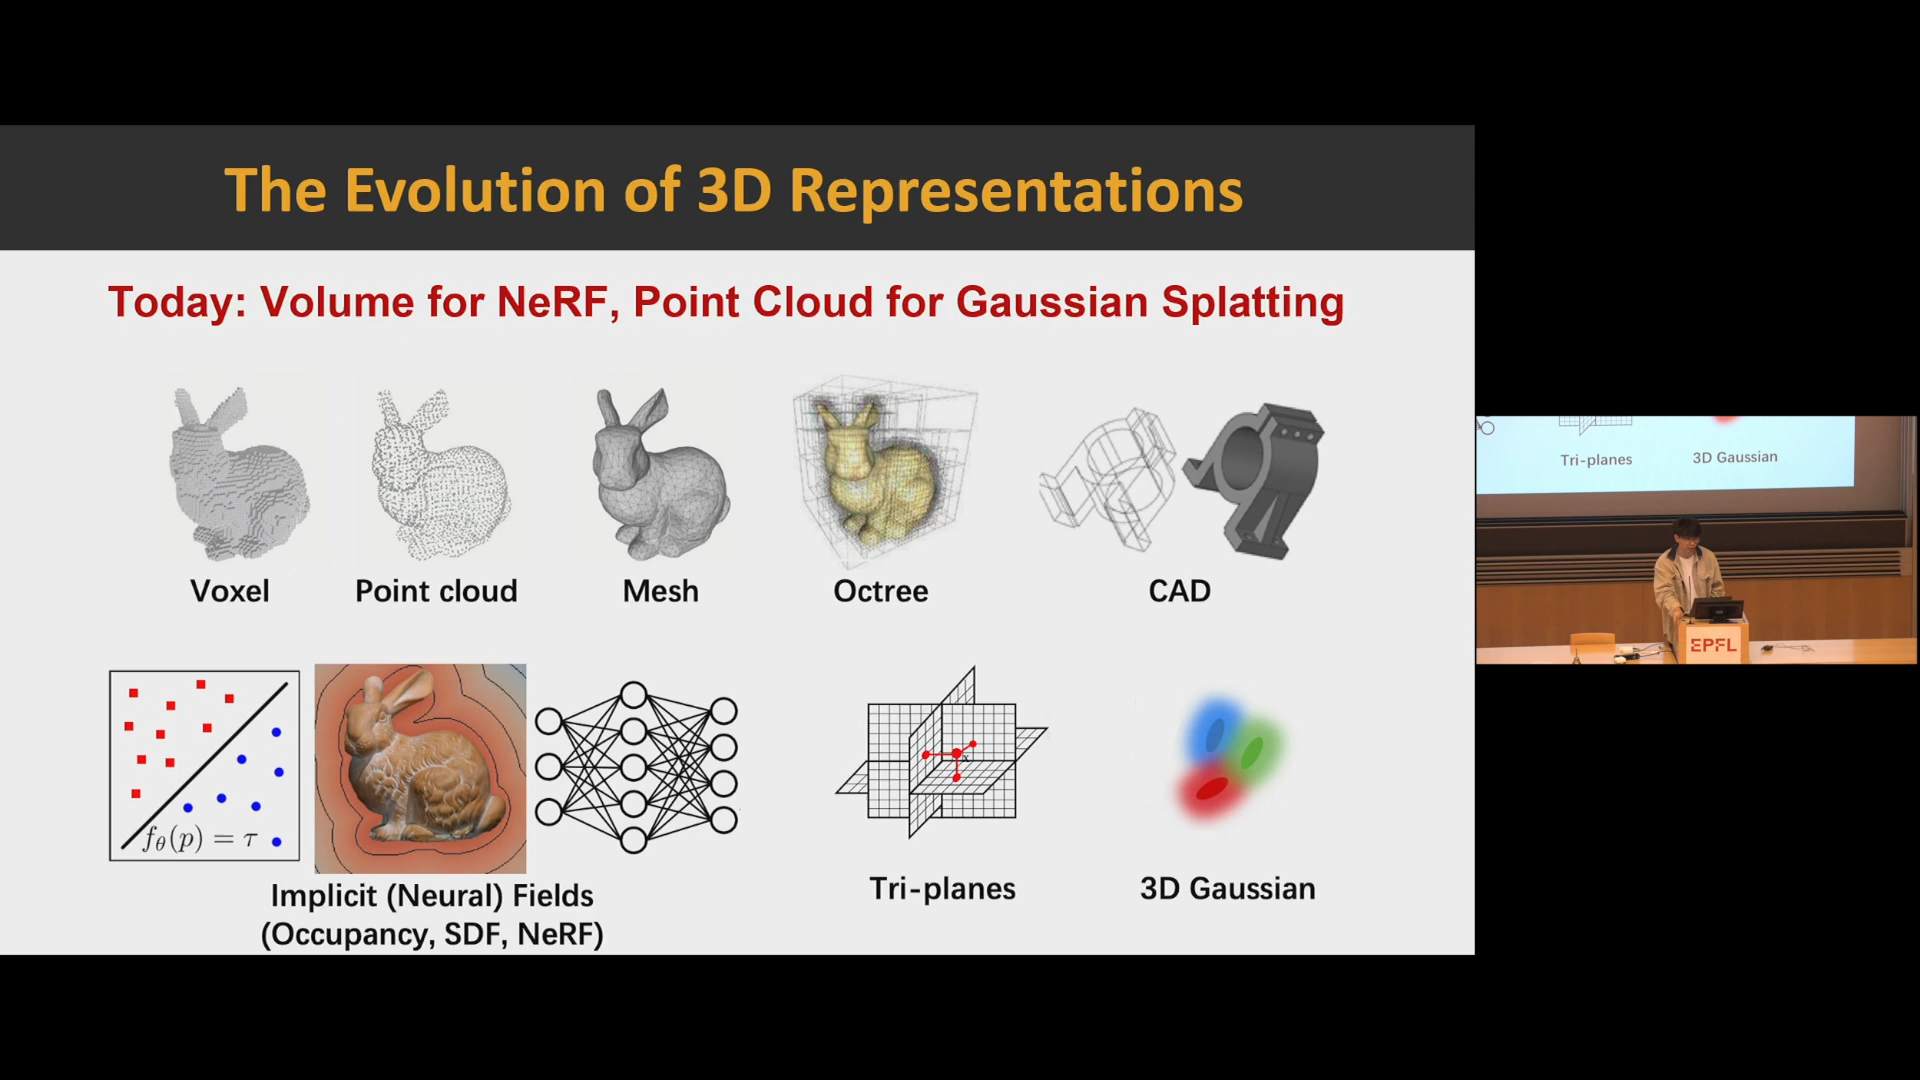 The Evolution of 3D Representations
Today: Volume for NeRF, Point Cloud for Gaussian Splatting
Voxel
Point cloud
Mesh
Octree
CAD
f_θ(p) = τ
x
Implicit (Neural) Fields
(Occupancy, SDF, NeRF)
Tri-planes
3D Gaussian
Tri-planes
3D Gaussian
EPFL